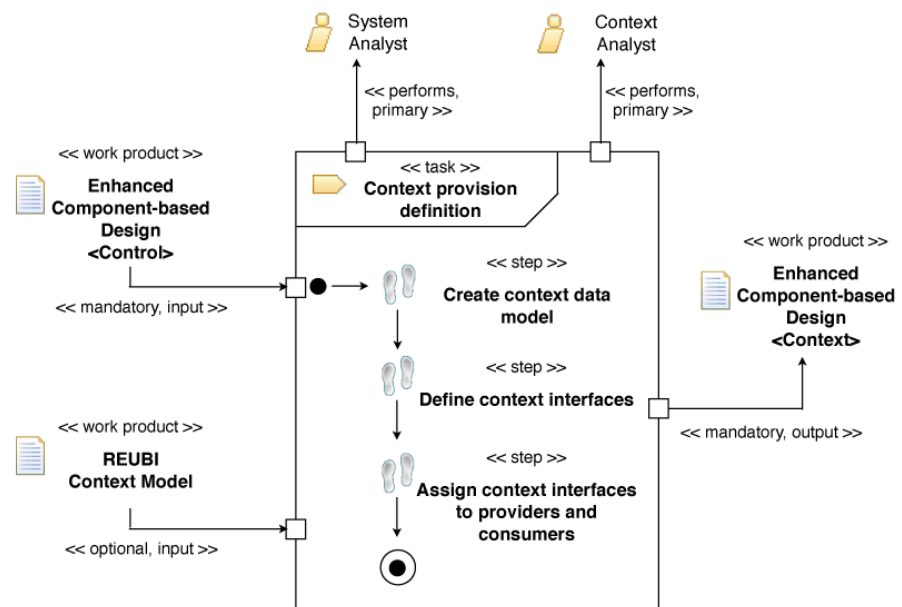 System
Analyst
Context
Analyst
<< performs,
primary >>
<< performs,
primary >>
<< work product >>
Enhanced
Component-based
Design
<Control>
<< mandatory, input >>
<< task >>
Context provision
definition
<< step >>
Create context data
model
<< step >>
Define context interfaces
<< step >>
Assign context interfaces
to providers and
consumers
<< work product >>
REUBI
Context Model
<< optional, input >>
<< work product >>
Enhanced
Component-based
Design
<Context>
<< mandatory, output >>